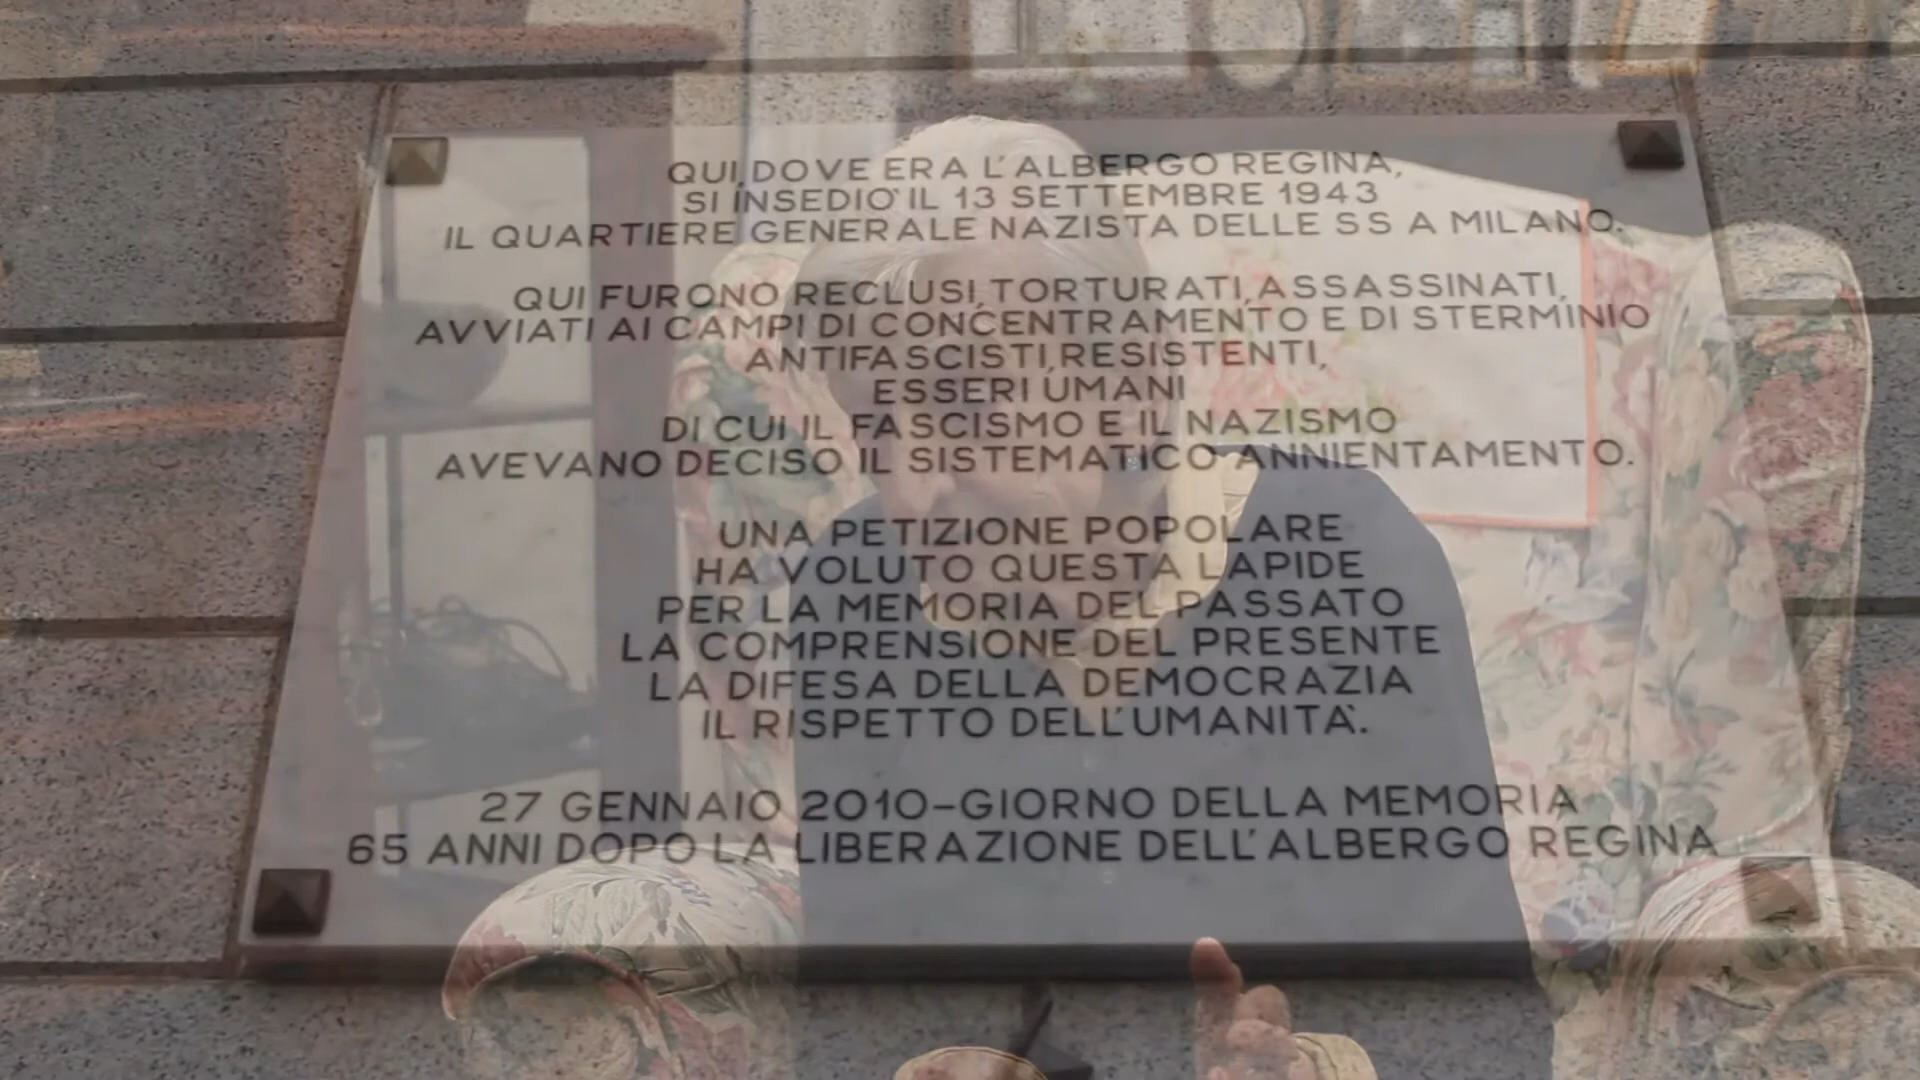 QUI, DOVE ERA L'ALBERGO REGINA,
SI INSEDIO' IL 13 SETTEMBRE 1943
IL QUARTIERE GENERALE NAZISTA DELLE SS A MILANO.
QUI FURONO RECLUSI, TORTURATI, ASSASSINATI,
AVVIATI AI CAMPI DI CONCENTRAMENTO E DI STERMINIO
ANTIFASCISTI, RESISTENTI,
ESSERI UMANI
DI CUI IL FASCISMO E IL NAZISMO
AVEVANO DECISO IL SISTEMATICO ANNIENTAMENTO.
UNA PETIZIONE POPOLARE
HA VOLUTO QUESTA LAPIDE
PER LA MEMORIA DEL PASSATO
LA COMPRENSIONE DEL PRESENTE
LA DIFESA DELLA DEMOCRAZIA
IL RISPETTO DELL'UMANITA'.
27 GENNAIO 2010-GIORNO DELLA MEMORIA
65 ANNI DOPO LA LIBERAZIONE DELL'ALBERGO REGINA